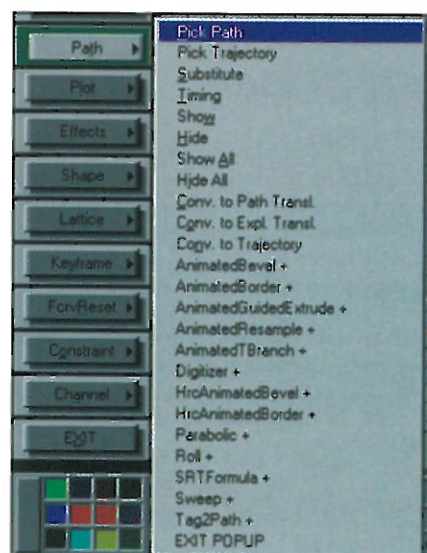 Path
Plot
Effects
Shape
Lattice
Keyframe
ForvReset
Constraint
Channel
EXIT
Pick Path
Pick Trajectory
Substitute
Timing
Show
Hide
Show All
Hide All
Conv. to Path Transl.
Conv. to Expl. Transl.
Conv. to Trajectory
AnimatedBevel +
AnimatedBorder +
AnimatedGuidedExtrude +
AnimatedResample +
AnimatedTBranch +
Digitizer +
HrcAnimatedBevel +
HrcAnimatedBorder +
Parabolic +
Roll +
SRTFormula +
Sweep +
Tag2Path +
EXIT POPUP